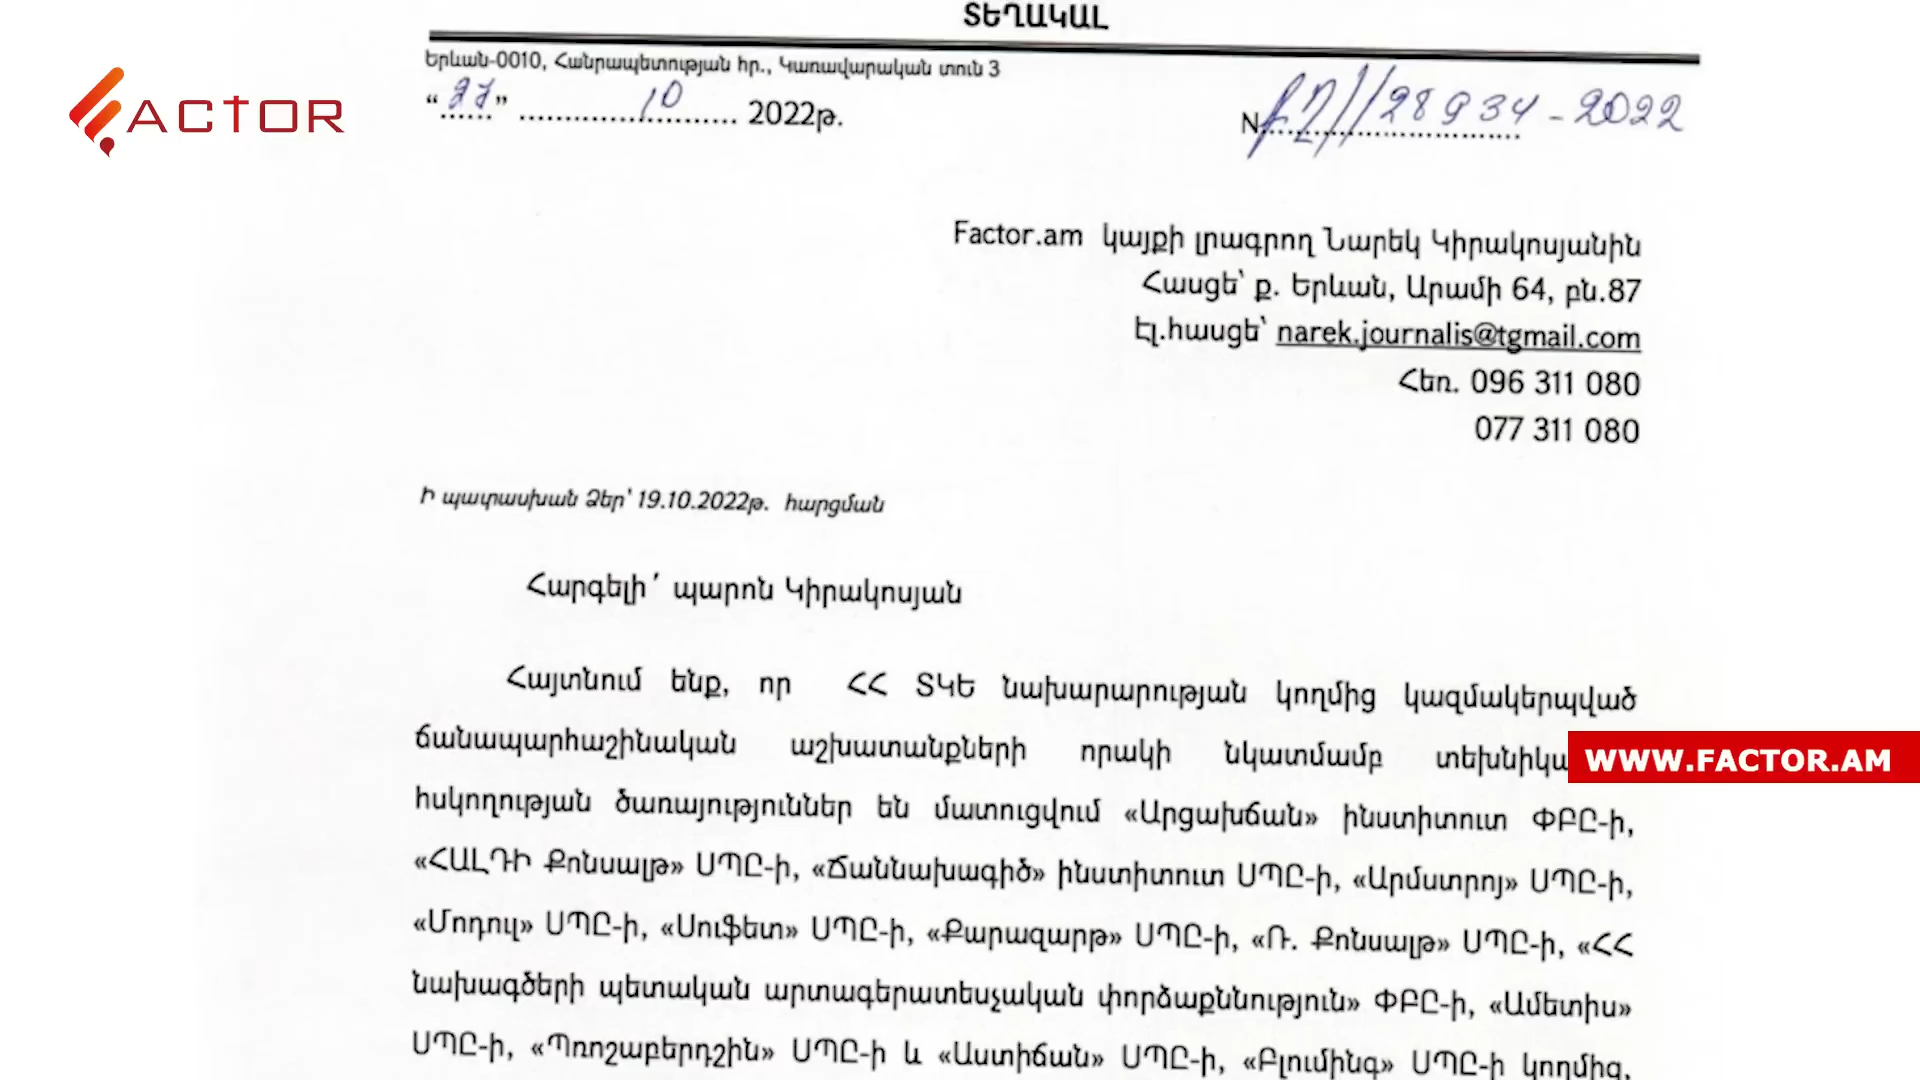 ՏԵՂԱԿԱԼ
Երևան-0010, Հանրապետության հր., Կառավարական տուն 3
“27” 10 2022թ.
N 28934-2022
FACTOR
Factor.am կայքի լրագրող Նարեկ Կիրակոսյանին
Հասցե՝ ք. Երևան, Արամի 64, բն.87
Էլ.հասցե՝ narek.journalis@tgmail.com
Հեռ. 096 311 080
077 311 080
Ի պատասխան Ձեր՝ 19.10.2022թ. հարցման
Հարգելի՛ պարոն Կիրակոսյան
Հայտնում ենք, որ ՀՀ ՏԿԵ նախարարության կողմից կազմակերպված
ճանապարհաշինական աշխատանքների որակի նկատմամբ տեխնիկա
WWW.FACTOR.AM
հսկողության ծառայություններ են մատուցվում «Արցախճան» ինստիտուտ ՓԲԸ-ի,
«ՀԱԼԴԻ Քոնսալթ» ՍՊԸ-ի, «Ճաննախագիծ» ինստիտուտ ՍՊԸ-ի, «Արմստրոյ» ՍՊԸ-ի,
«Մոդուլ» ՍՊԸ-ի, «Սուֆետ» ՍՊԸ-ի, «Քարազարթ» ՍՊԸ-ի, «Ռ. Քոնսալթ» ՍՊԸ-ի, «ՀՀ
նախագծերի պետական արտագերատեսչական փորձաքննություն» ՓԲԸ-ի, «Ամետիս»
ՍՊԸ-ի, «Պռոշաբերդշին» ՍՊԸ-ի և «Աստիճան» ՍՊԸ-ի, «Բլումինգ» ՍՊԸ-ի կողմից,